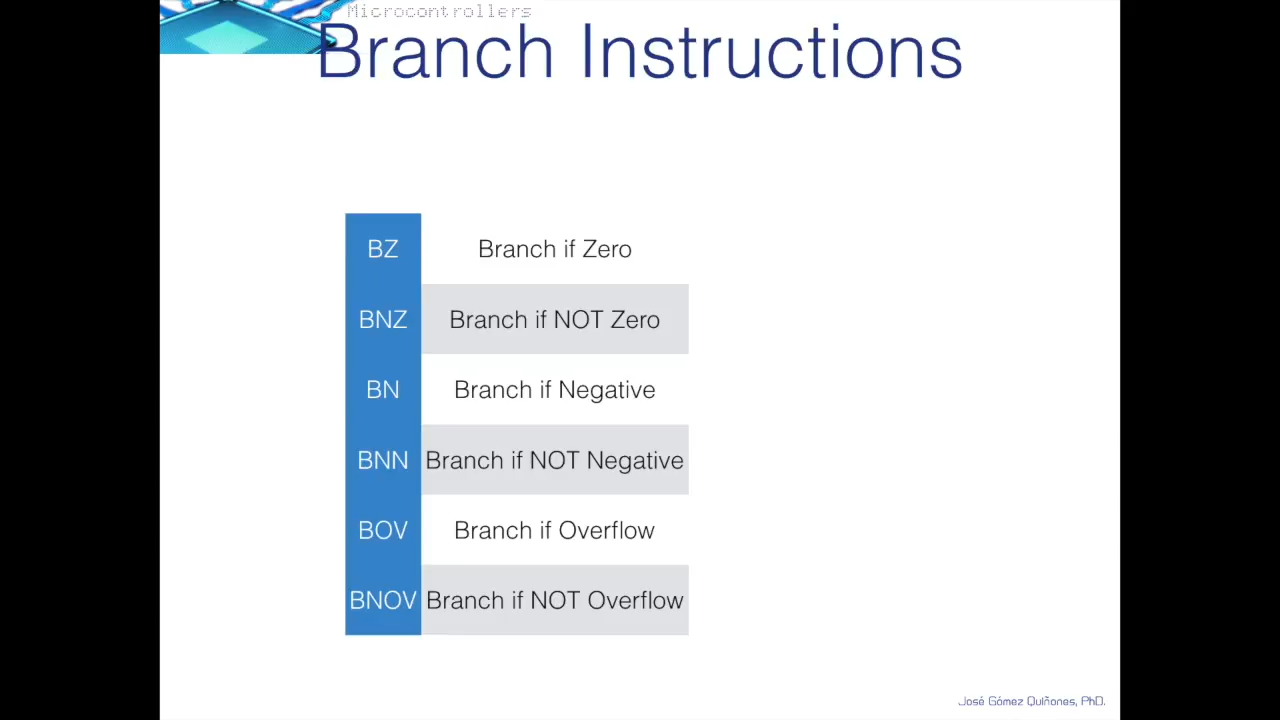 Microcontrollers
Branch Instructions
BZ Branch if Zero
BNZ Branch if NOT Zero
BN Branch if Negative
BNN Branch if NOT Negative
BOV Branch if Overflow
BNOV Branch if NOT Overflow
José Gómez Quiñones, PhD.